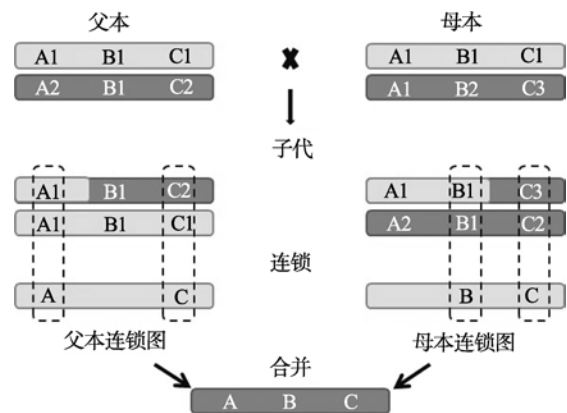 父本 母本
A1 B1 C1 A1 B1 C1
A2 B1 C2 A1 B2 C3
子代
A1 B1 C2 A1 B1 C3
A1 B1 C1 A2 B1 C2
连锁
A C B C
父本连锁图 母本连锁图
合并
A B C